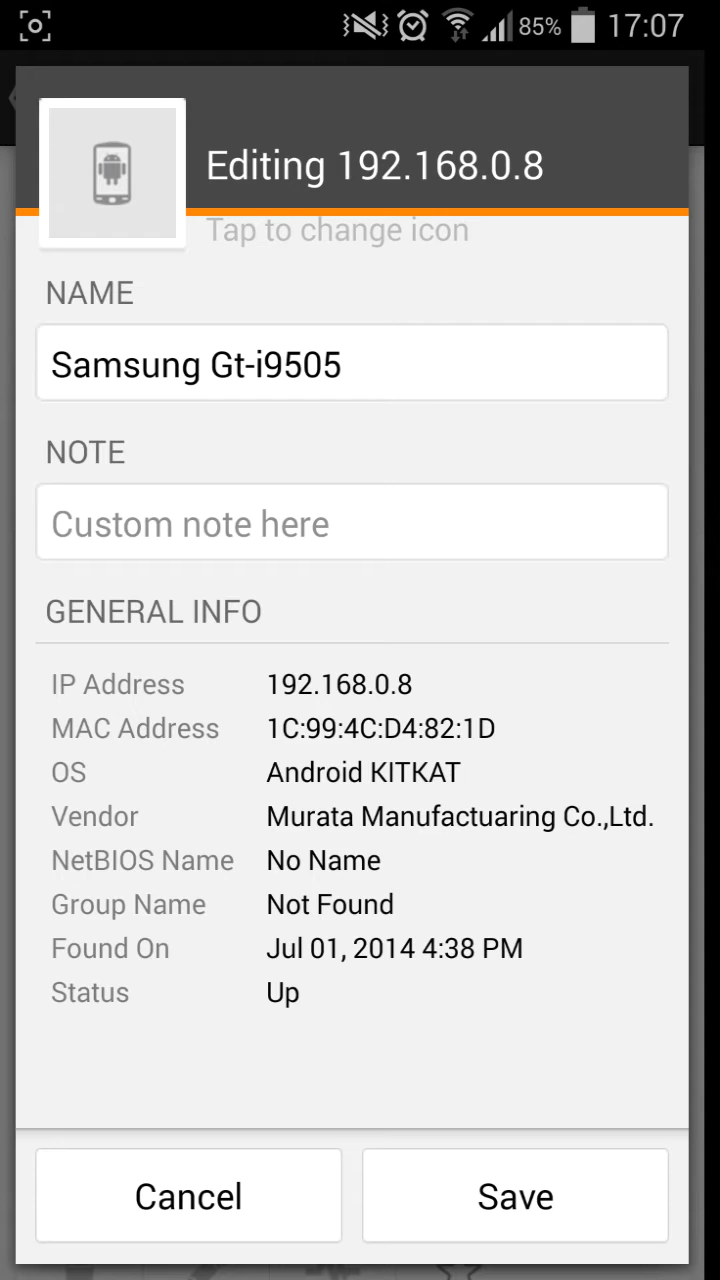 85% 17:07
Editing 192.168.0.8
Tap to change icon
NAME
Samsung Gt-i9505
NOTE
Custom note here
GENERAL INFO
IP Address 192.168.0.8
MAC Address 1C:99:4C:D4:82:1D
OS Android KITKAT
Vendor Murata Manufactuaring Co.,Ltd.
NetBIOS Name No Name
Group Name Not Found
Found On Jul 01, 2014 4:38 PM
Status Up
Cancel Save